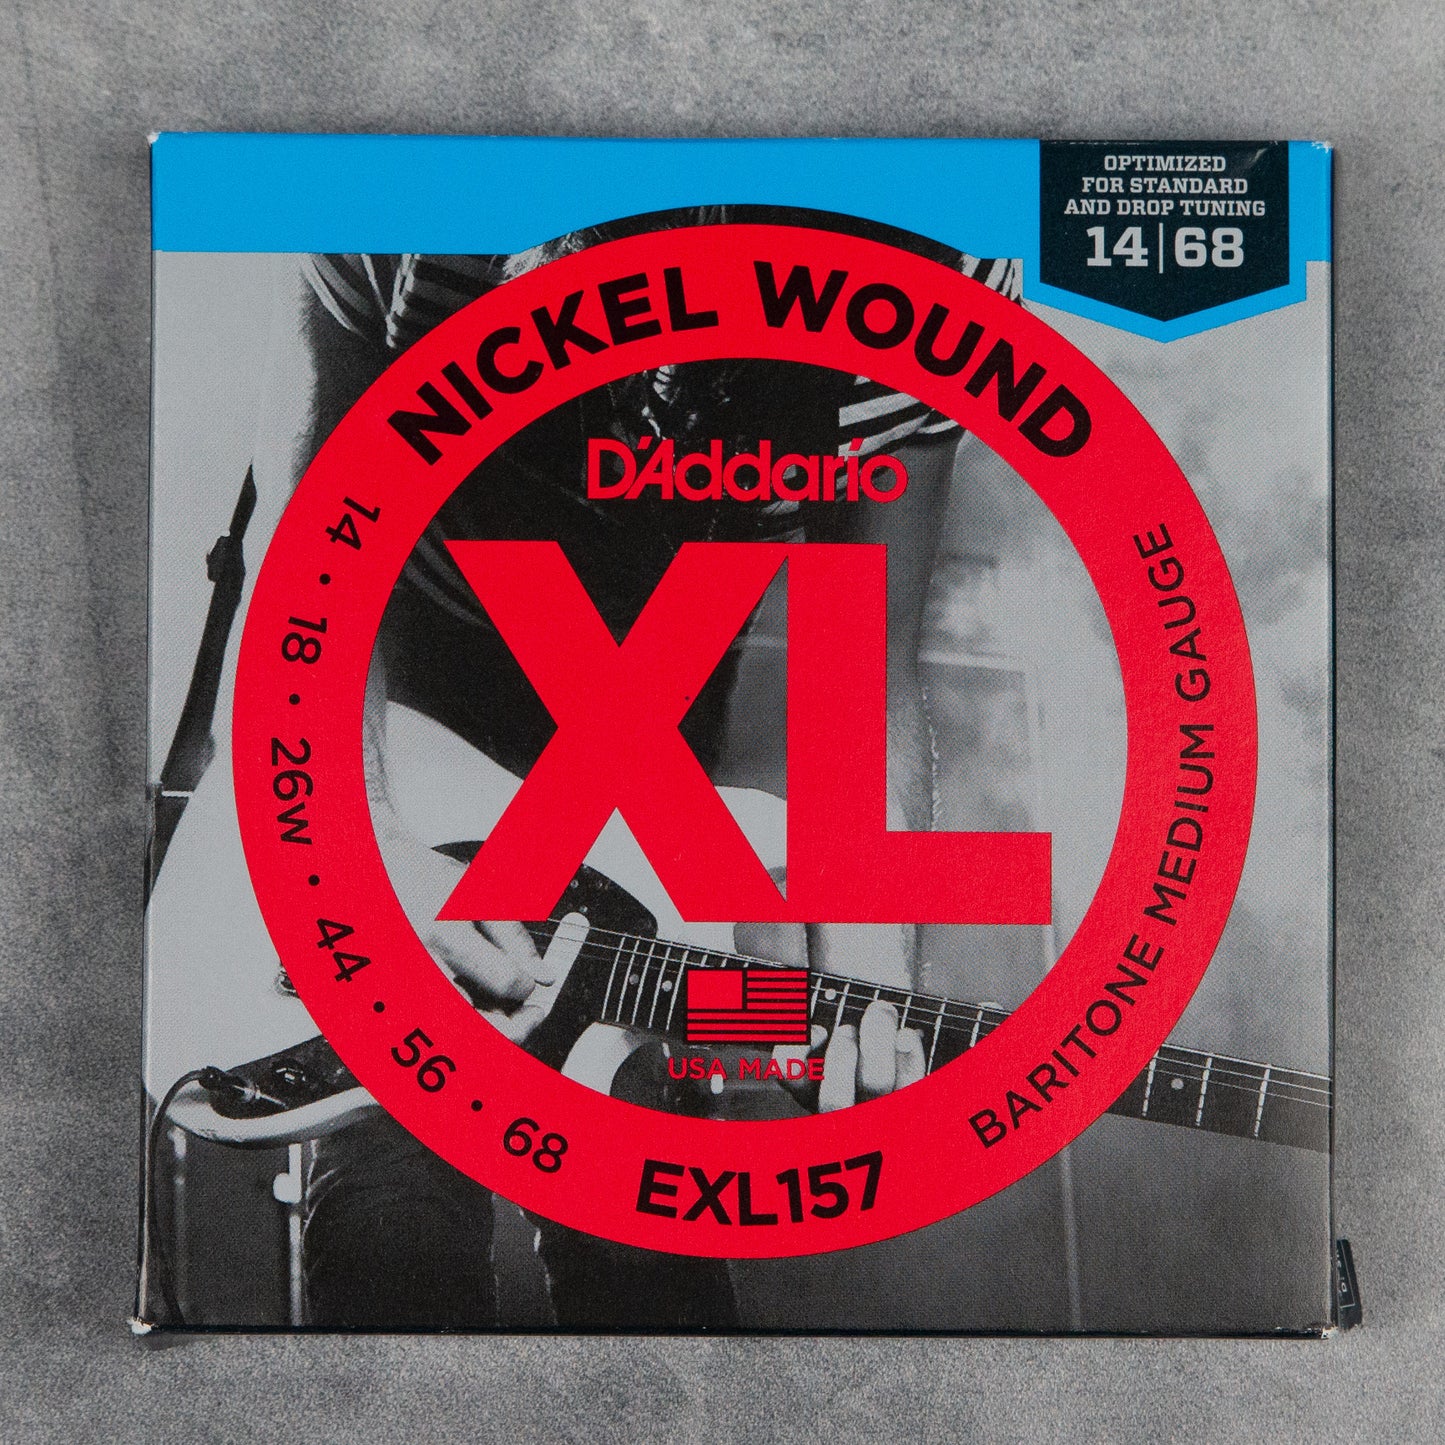 OPTIMIZED
FOR STANDARD
AND DROP TUNING
14|68
NICKEL WOUND
D'Addario
XL
USA MADE
14 • 18 • 26w • 44 • 56 • 68
EXL157
BARITONE MEDIUM GAUGE